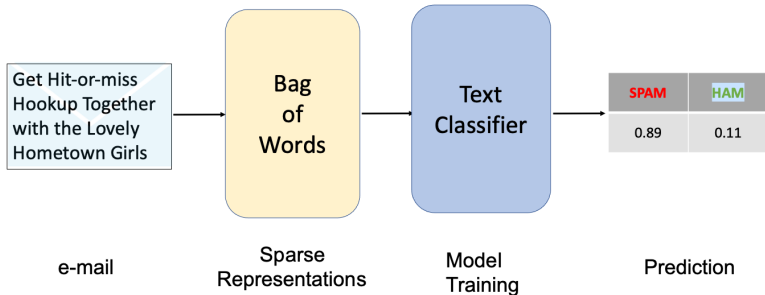 Get Hit-or-miss
Hookup Together
with the Lovely
Hometown Girls
Bag
of
Words
Text
Classifier
SPAM HAM
0.89 0.11
e-mail
Sparse
Representations
Model
Training
Prediction